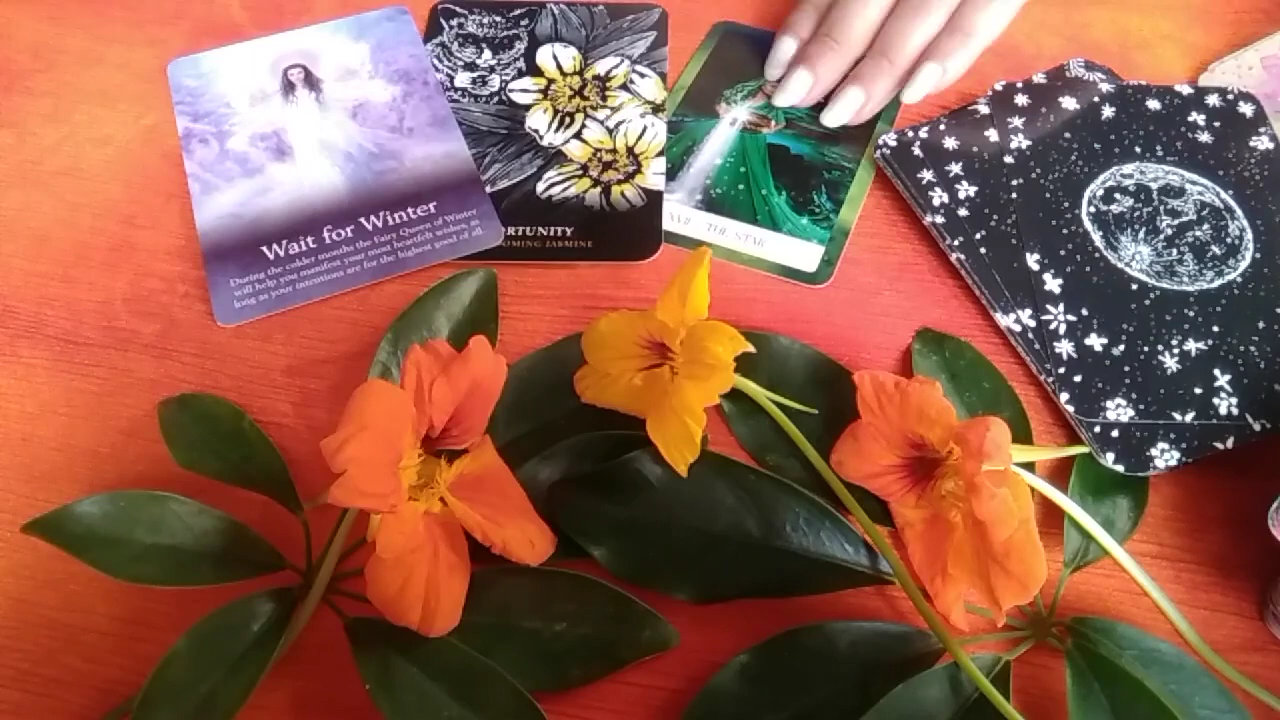 Wait for Winter
During the colder months the Fairy Queen of Winter
will help you manifest your most heartfelt wishes, as
long as your intentions are for the highest good of all.
RTUNITY
OMING JASMINE
XVII THE STAR